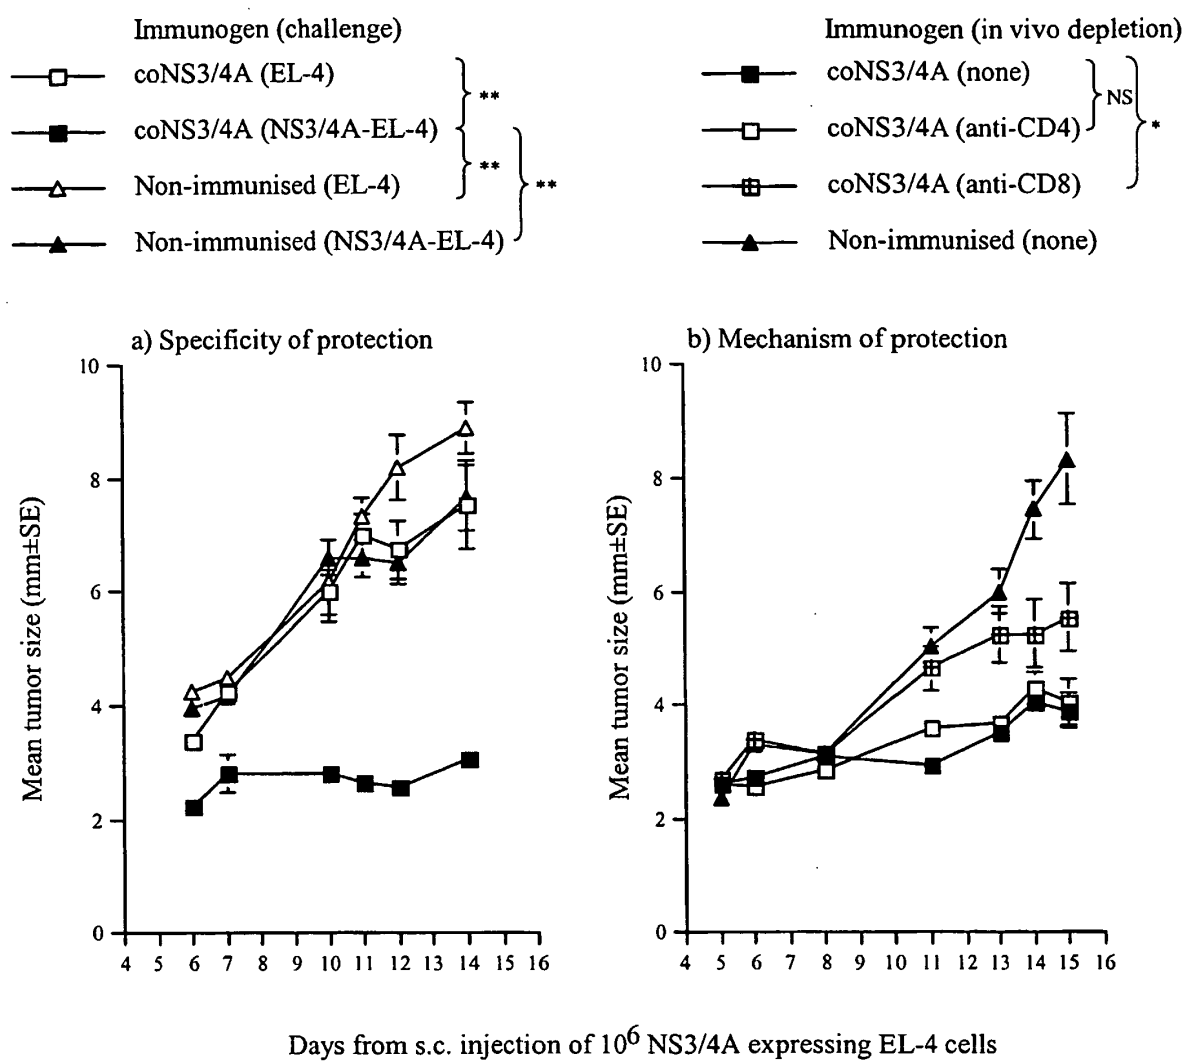 Immunogen (challenge)
coNS3/4A (EL-4)
**
coNS3/4A (NS3/4A-EL-4)
**
**
Non-immunised (EL-4)
Non-immunised (NS3/4A-EL-4)
Immunogen (in vivo depletion)
coNS3/4A (none)
NS
*
coNS3/4A (anti-CD4)
coNS3/4A (anti-CD8)
Non-immunised (none)
a) Specificity of protection
Mean tumor size (mm±SE)
10
8
6
4
2
0
4 5 6 7 8 9 10 11 12 13 14 15 16
b) Mechanism of protection
Mean tumor size (mm±SE)
10
8
6
4
2
0
4 5 6 7 8 9 10 11 12 13 14 15 16
Days from s.c. injection of 10⁶ NS3/4A expressing EL-4 cells